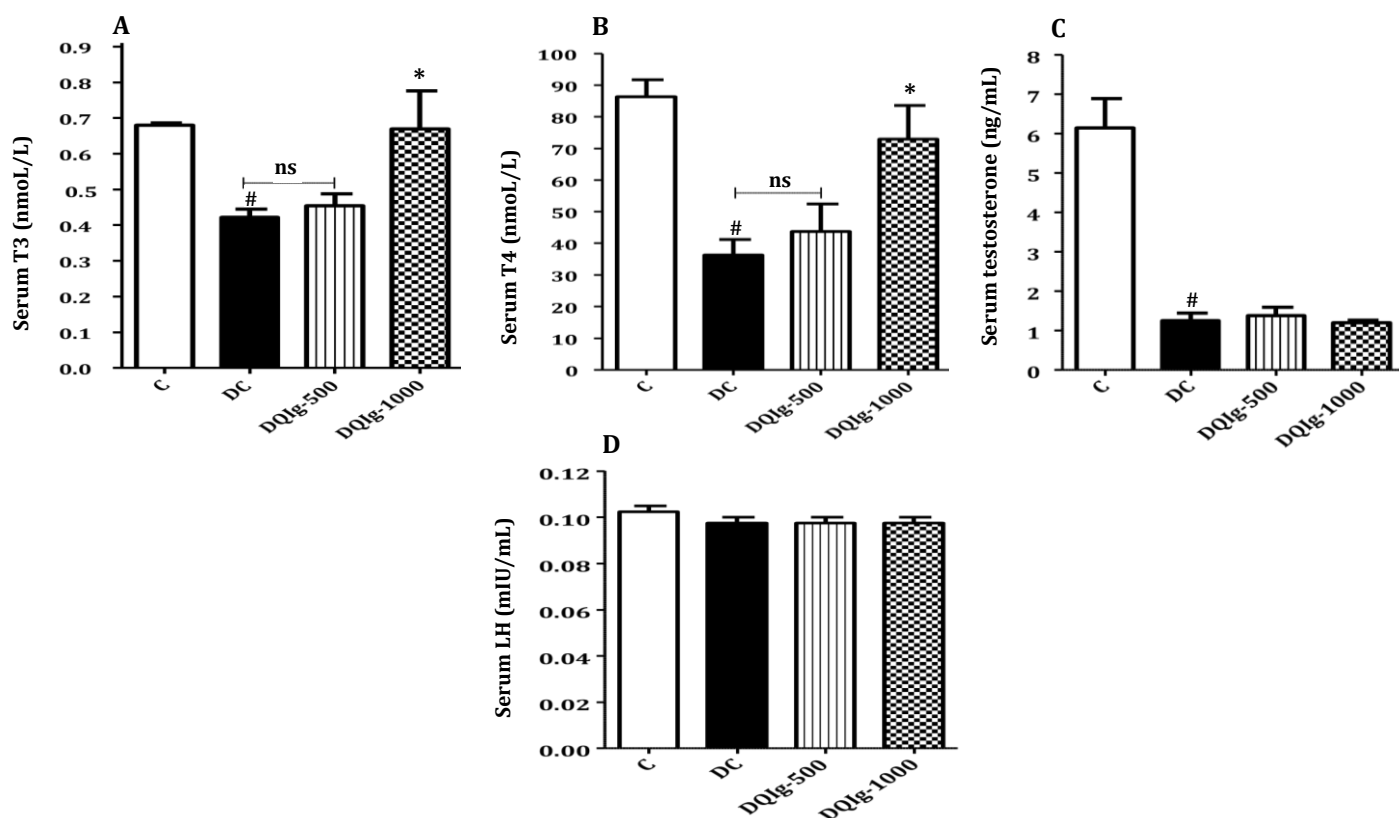 A
Serum T3 (nmoL/L)
0.9
0.8
0.7
0.6
0.5
0.4
0.3
0.2
0.1
0.0
#
ns
*
C
DC
DQIg-500
DQIg-1000
B
Serum T4 (nmoL/L)
100
90
80
70
60
50
40
30
20
10
0
#
ns
*
C
DC
DQIg-500
DQIg-1000
C
Serum testosterone (ng/mL)
8
7
6
5
4
3
2
1
0
#
C
DC
DQIg-500
DQIg-1000
D
Serum LH (mIU/mL)
0.12
0.10
0.08
0.06
0.04
0.02
0.00
C
DC
DQIg-500
DQIg-1000